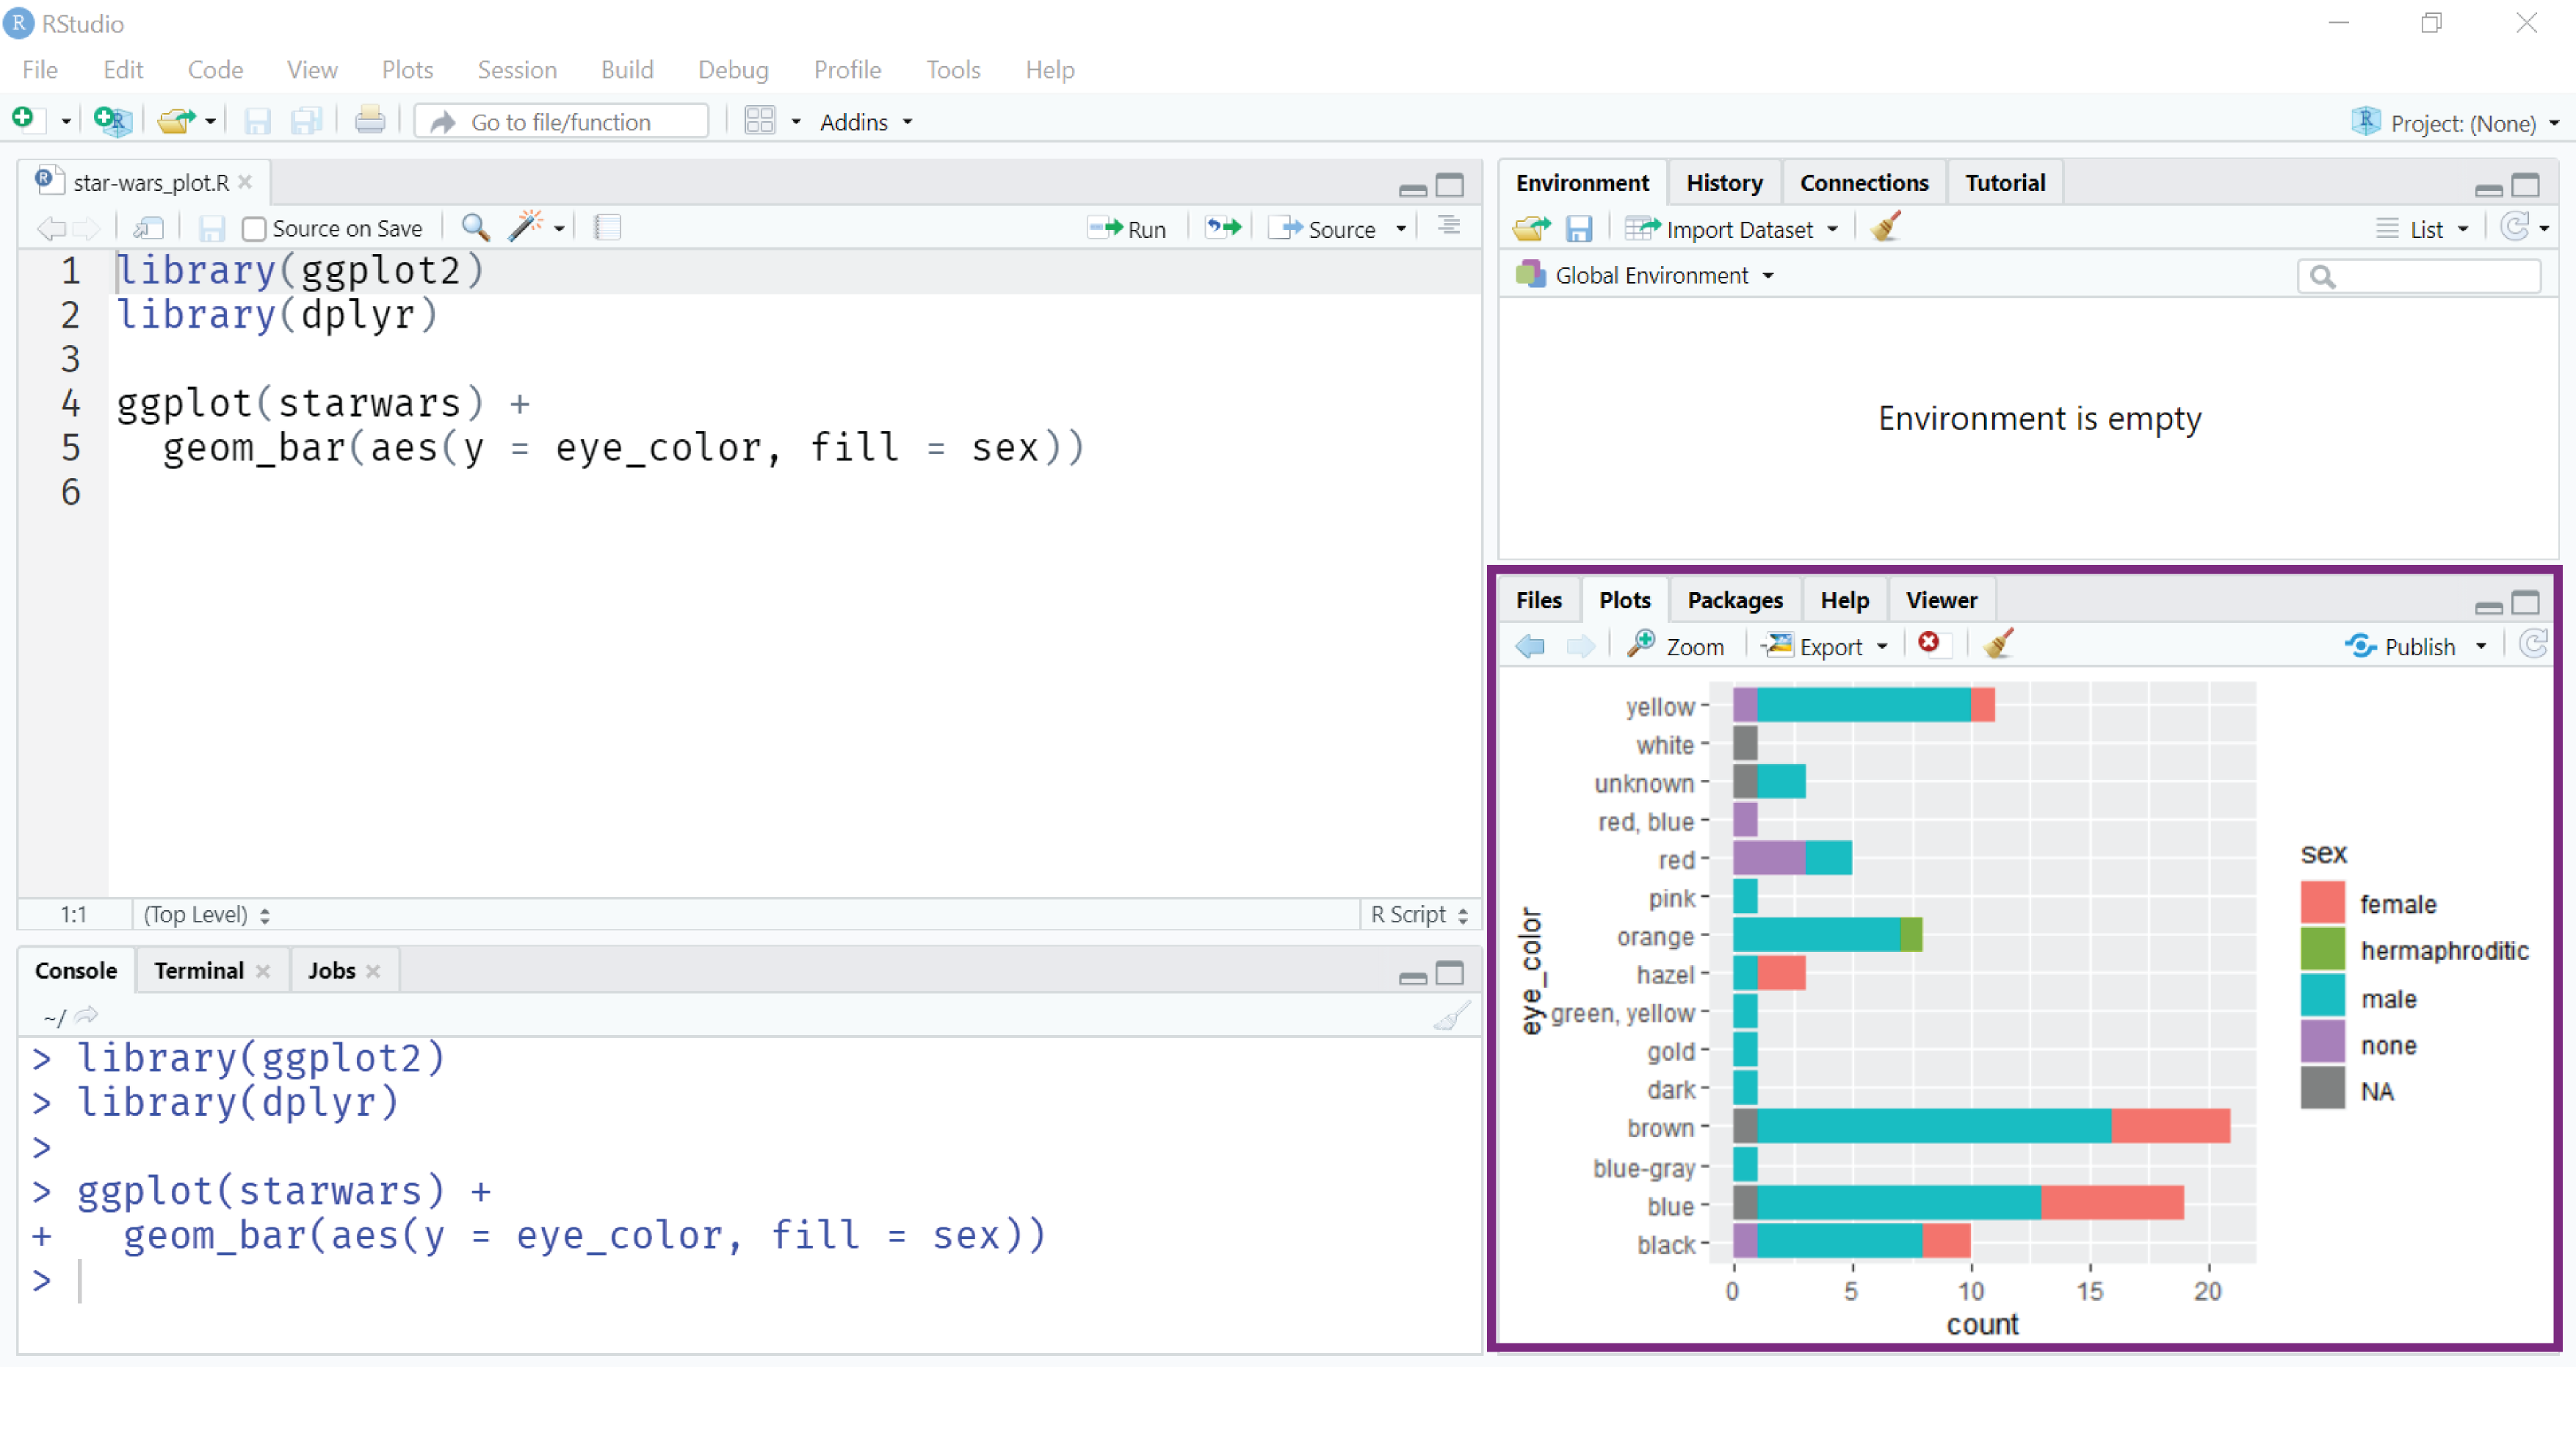 RStudio
File Edit Code View Plots Session Build Debug Profile Tools Help
Go to file/function Addins Project: (None)
star-wars_plot.R
Source on Save Run Source
1 library(ggplot2)
2 library(dplyr)
3
4 ggplot(starwars) +
5 geom_bar(aes(y = eye_color, fill = sex))
6
1:1 (Top Level) R Script
Console Terminal Jobs
~/
> library(ggplot2)
> library(dplyr)
>
> ggplot(starwars) +
+ geom_bar(aes(y = eye_color, fill = sex))
>
Environment History Connections Tutorial
Import Dataset List
Global Environment
Environment is empty
Files Plots Packages Help Viewer
Zoom Export Publish
eye_color
yellow
white
unknown
red, blue
red
pink
orange
hazel
green, yellow
gold
dark
brown
blue-gray
blue
black
0 5 10 15 20
count
sex
female
hermaphroditic
male
none
NA